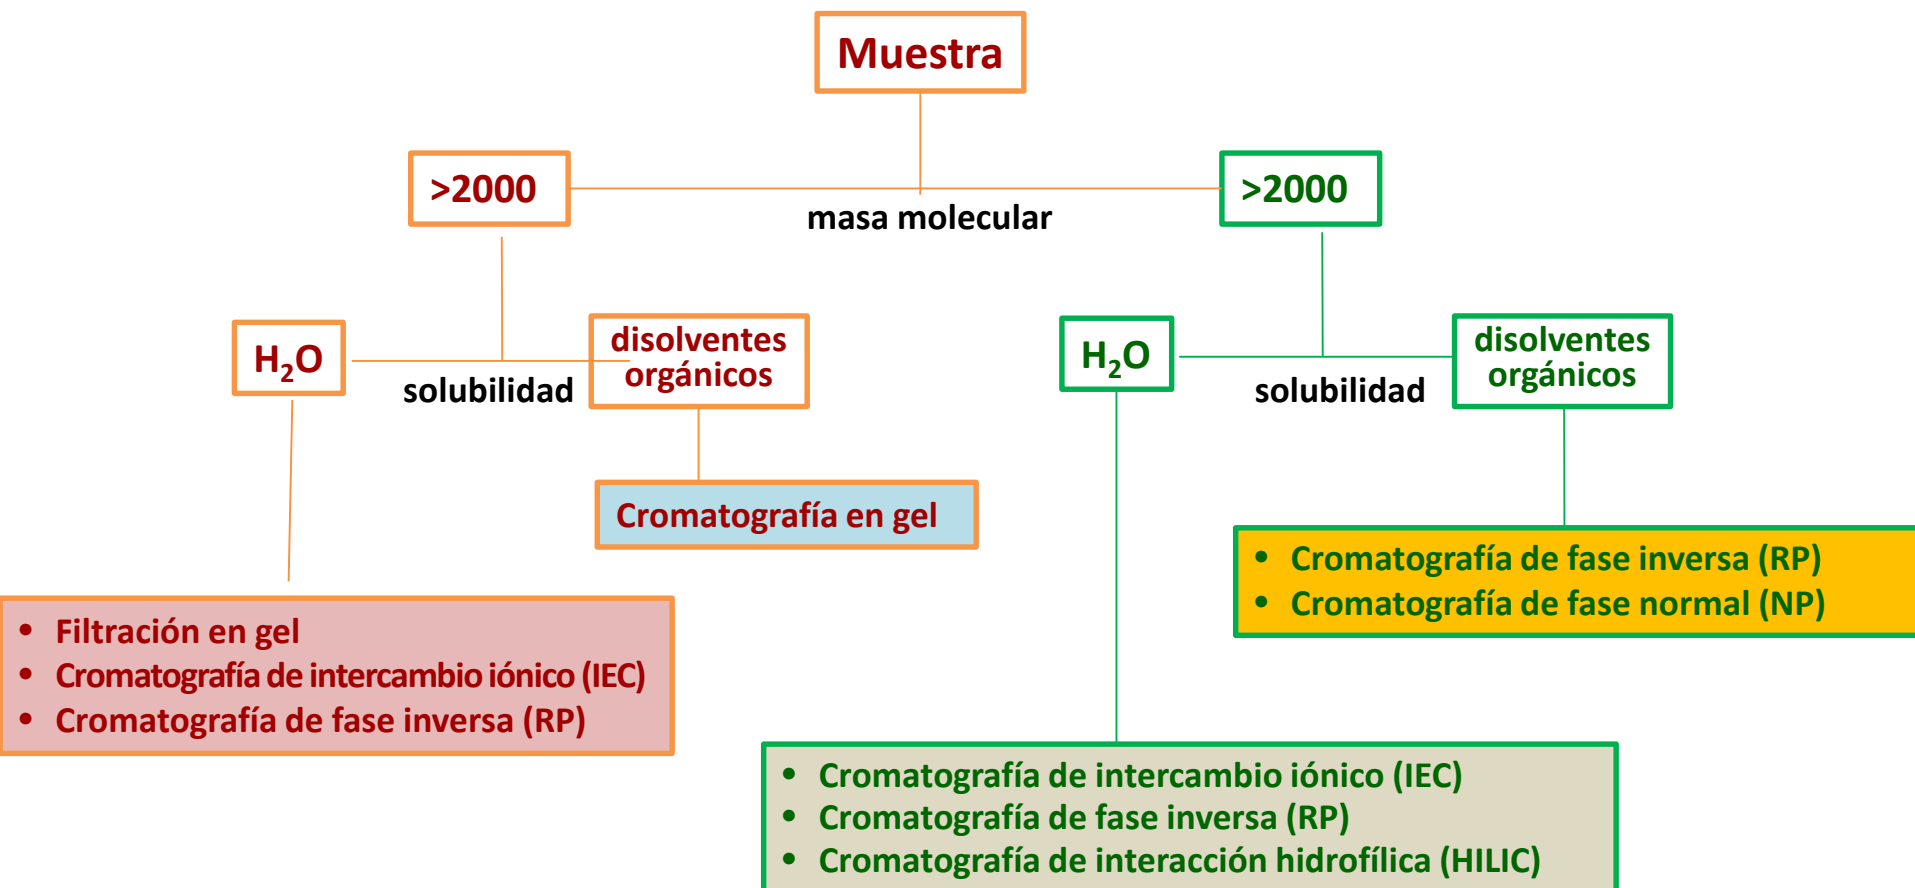 Muestra
>2000
>2000
masa molecular
H₂O
disolventes
orgánicos
solubilidad
H₂O
disolventes
orgánicos
solubilidad
Cromatografía en gel
• Cromatografía de fase inversa (RP)
• Cromatografía de fase normal (NP)
• Filtración en gel
• Cromatografía de intercambio iónico (IEC)
• Cromatografía de fase inversa (RP)
• Cromatografía de intercambio iónico (IEC)
• Cromatografía de fase inversa (RP)
• Cromatografía de interacción hidrofílica (HILIC)